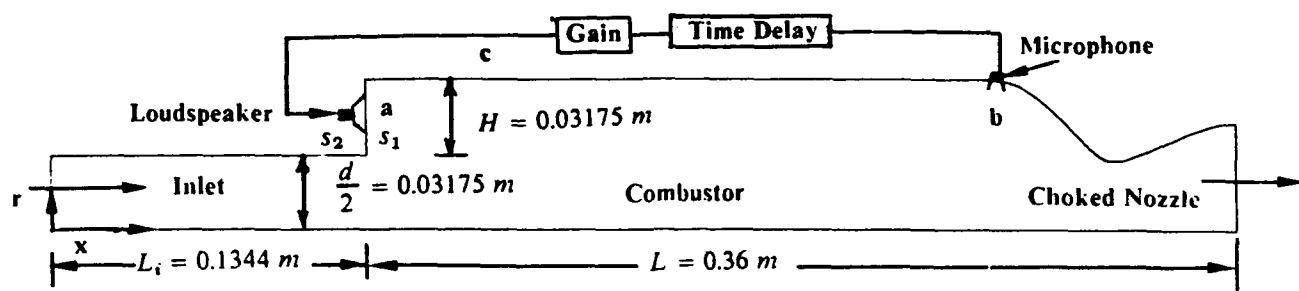 Gain
Time Delay
c
Microphone
Loudspeaker
a
H = 0.03175 m
b
s₂
s₁
r
Inlet
d/2 = 0.03175 m
Combustor
Choked Nozzle
x
Lᵢ = 0.1344 m
L = 0.36 m